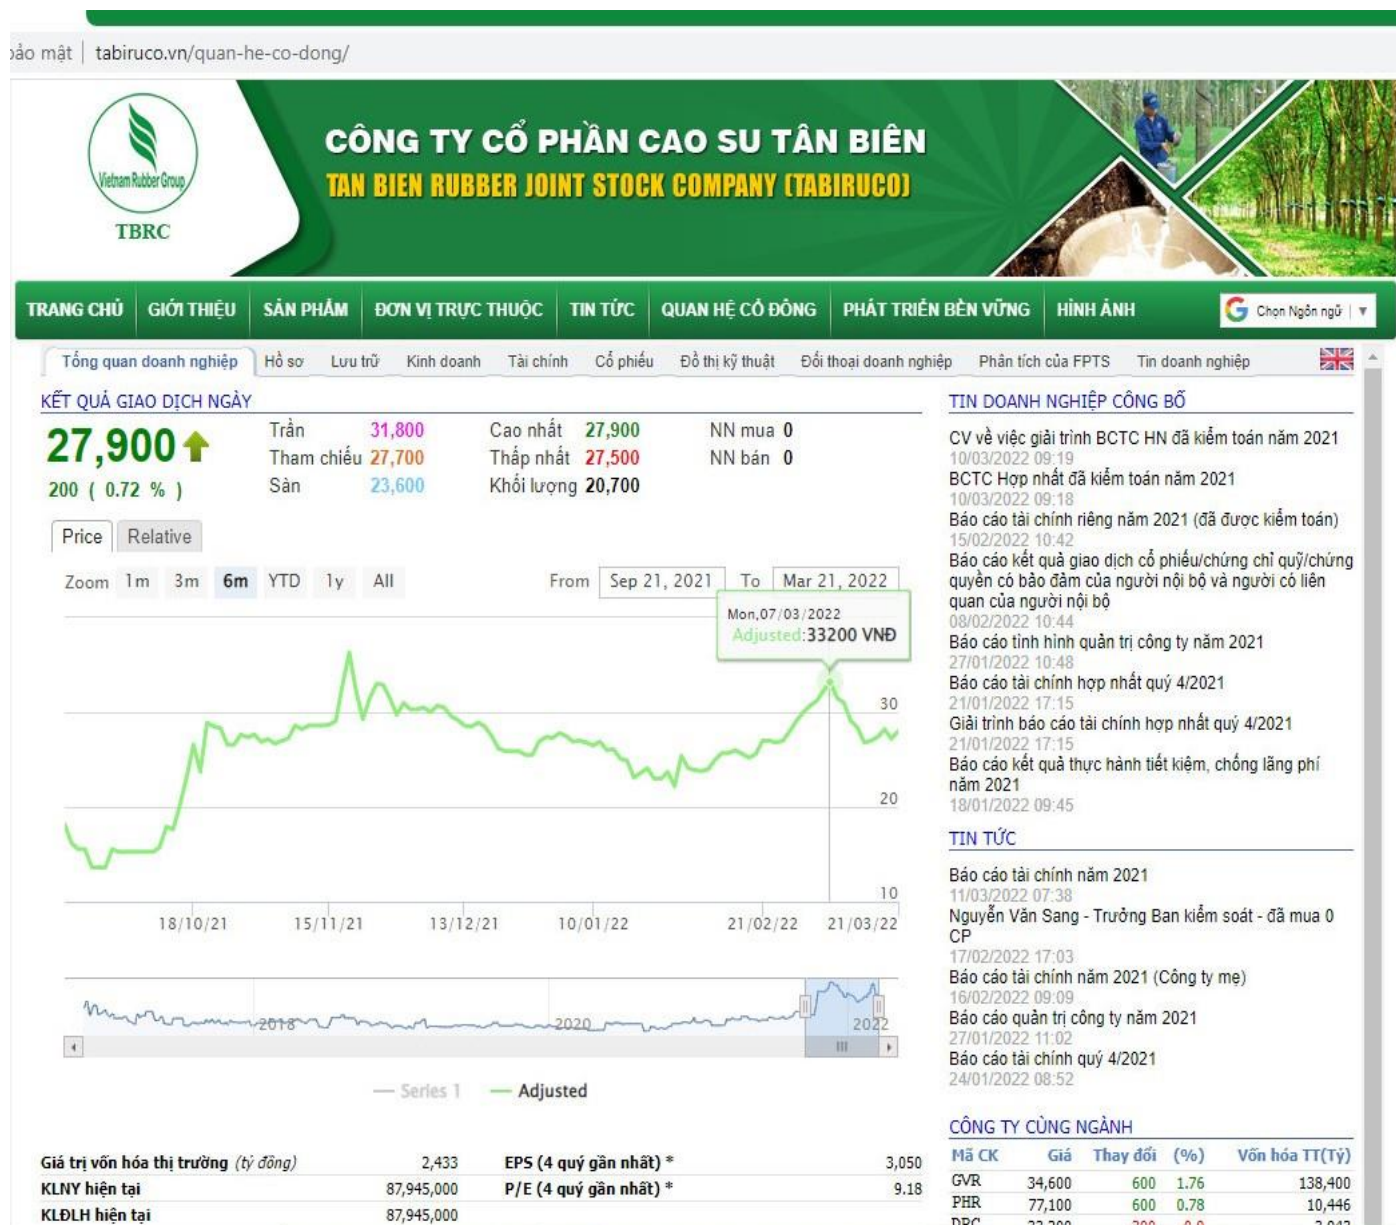 bảo mật | tabiruco.vn/quan-he-co-dong/
Vietnam Rubber Group
TBRC
CÔNG TY CỔ PHẦN CAO SU TÂN BIÊN
TAN BIEN RUBBER JOINT STOCK COMPANY (TABIRUCO)
TRANG CHỦ GIỚI THIỆU SẢN PHẨM ĐƠN VỊ TRỰC THUỘC TIN TỨC QUAN HỆ CỔ ĐÔNG PHÁT TRIỂN BỀN VỮNG HÌNH ẢNH Chọn Ngôn ngữ | ▼
Tổng quan doanh nghiệp Hồ sơ Lưu trữ Kinh doanh Tài chính Cổ phiếu Đồ thị kỹ thuật Đối thoại doanh nghiệp Phân tích của FPTS Tin doanh nghiệp
KẾT QUẢ GIAO DỊCH NGÀY
27,900
200 ( 0.72 % )
Trần 31,800 Cao nhất 27,900 NN mua 0
Tham chiếu 27,700 Thấp nhất 27,500 NN bán 0
Sàn 23,600 Khối lượng 20,700
Price Relative
Zoom 1m 3m 6m YTD 1y All From Sep 21, 2021 To Mar 21, 2022
Mon,07/03/2022
Adjusted:33200 VNĐ
30
20
10
18/10/21 15/11/21 13/12/21 10/01/22 21/02/22 21/03/22
2018 2020 2022
Series 1 Adjusted
Giá trị vốn hóa thị trường (tỷ đồng) 2,433 EPS (4 quý gần nhất) * 3,050
KLNY hiện tại 87,945,000 P/E (4 quý gần nhất) * 9.18
KLĐLH hiện tại 87,945,000
TIN DOANH NGHIỆP CÔNG BỐ
CV về việc giải trình BCTC HN đã kiểm toán năm 2021
10/03/2022 09:19
BCTC Hợp nhất đã kiểm toán năm 2021
10/03/2022 09:18
Báo cáo tài chính riêng năm 2021 (đã được kiểm toán)
15/02/2022 10:42
Báo cáo kết quả giao dịch cổ phiếu/chứng chỉ quỹ/chứng
quyền có bảo đảm của người nội bộ và người có liên
quan của người nội bộ
08/02/2022 10:44
Báo cáo tình hình quản trị công ty năm 2021
27/01/2022 10:48
Báo cáo tài chính hợp nhất quý 4/2021
21/01/2022 17:15
Giải trình báo cáo tài chính hợp nhất quý 4/2021
21/01/2022 17:15
Báo cáo kết quả thực hành tiết kiệm, chống lãng phí
năm 2021
18/01/2022 09:45
TIN TỨC
Báo cáo tài chính năm 2021
11/03/2022 07:38
Nguyễn Văn Sang - Trưởng Ban kiểm soát - đã mua 0
CP
17/02/2022 17:03
Báo cáo tài chính năm 2021 (Công ty mẹ)
16/02/2022 09:09
Báo cáo quản trị công ty năm 2021
27/01/2022 11:02
Báo cáo tài chính quý 4/2021
24/01/2022 08:52
CÔNG TY CÙNG NGÀNH
Mã CK Giá Thay đổi (%) Vốn hóa TT(Tỷ)
GVR 34,600 600 1.76 138,400
PHR 77,100 600 0.78 10,446